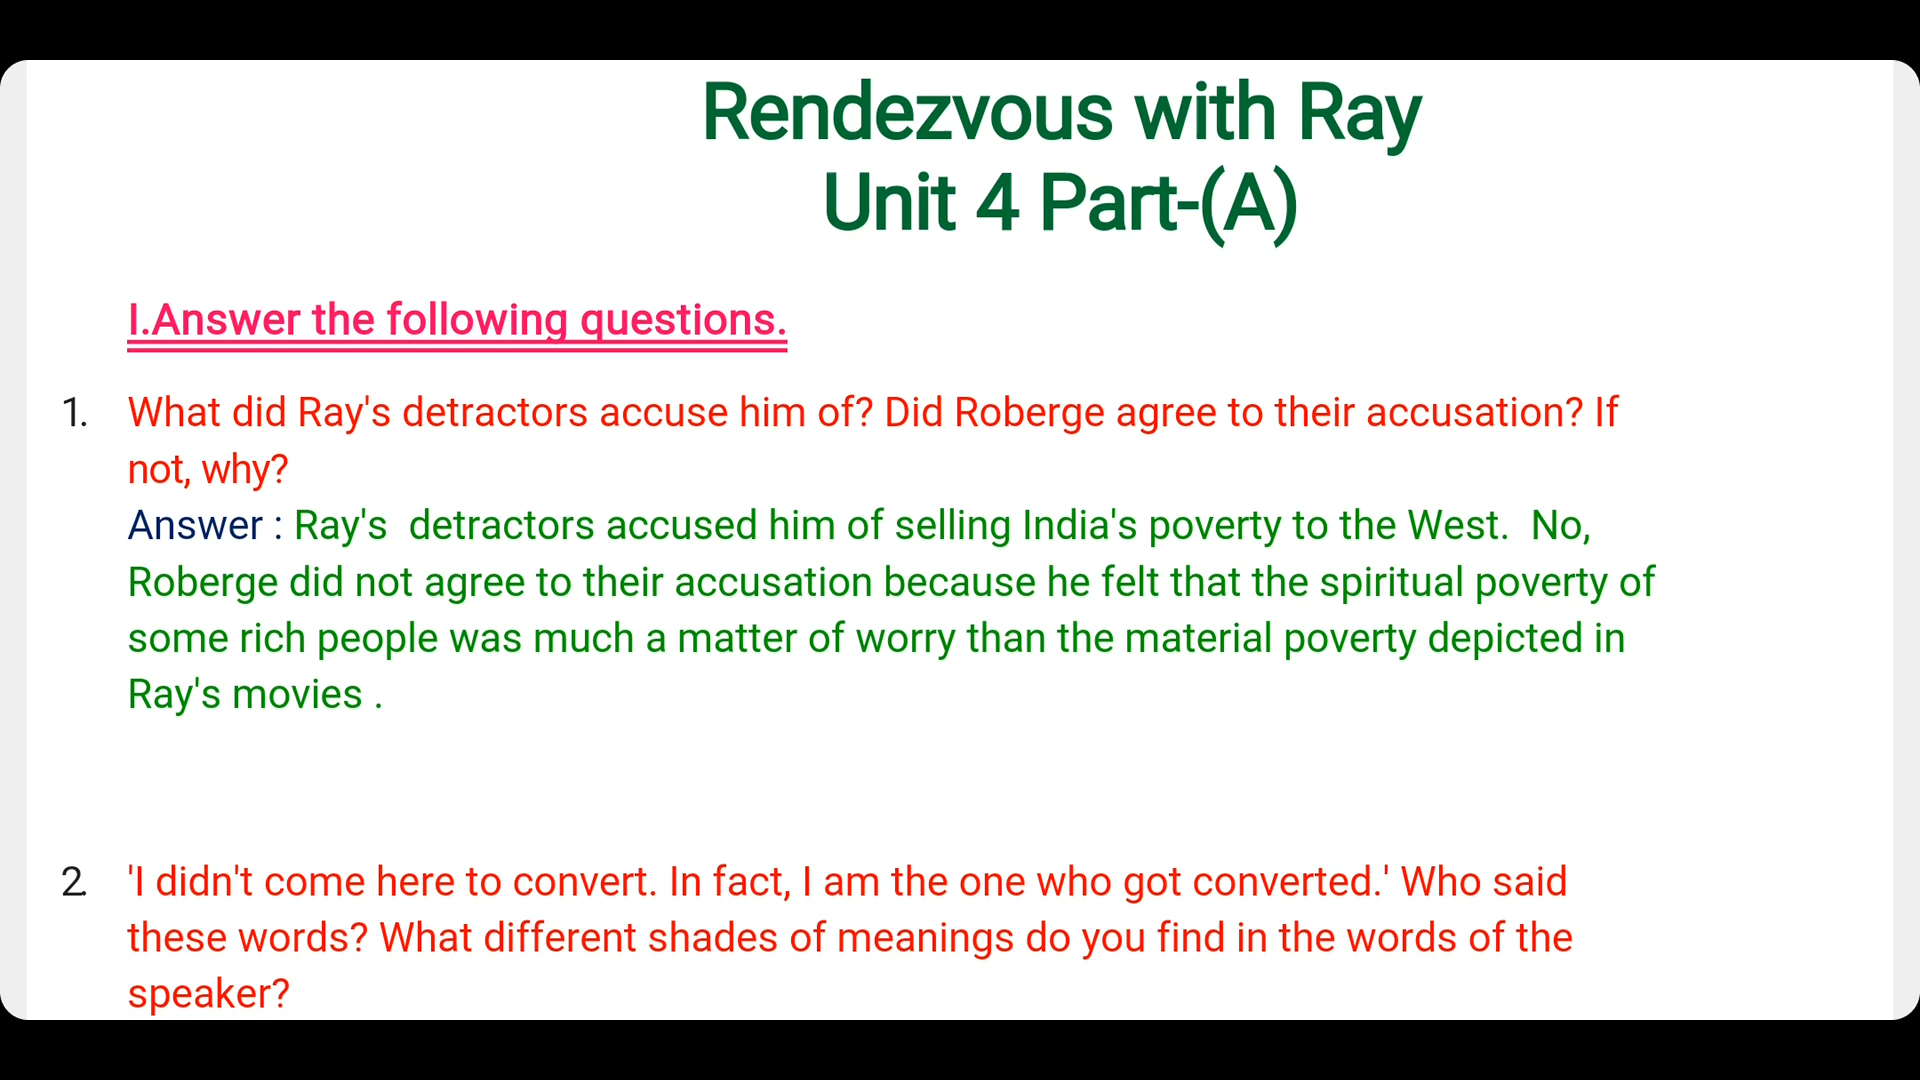 Rendezvous with Ray
Unit 4 Part-(A)
I.Answer the following questions.
1. What did Ray's detractors accuse him of? Did Roberge agree to their accusation? If
not, why?
Answer : Ray's  detractors accused him of selling India's poverty to the West.  No,
Roberge did not agree to their accusation because he felt that the spiritual poverty of
some rich people was much a matter of worry than the material poverty depicted in
Ray's movies .
2. 'I didn't come here to convert. In fact, I am the one who got converted.' Who said
these words? What different shades of meanings do you find in the words of the
speaker?